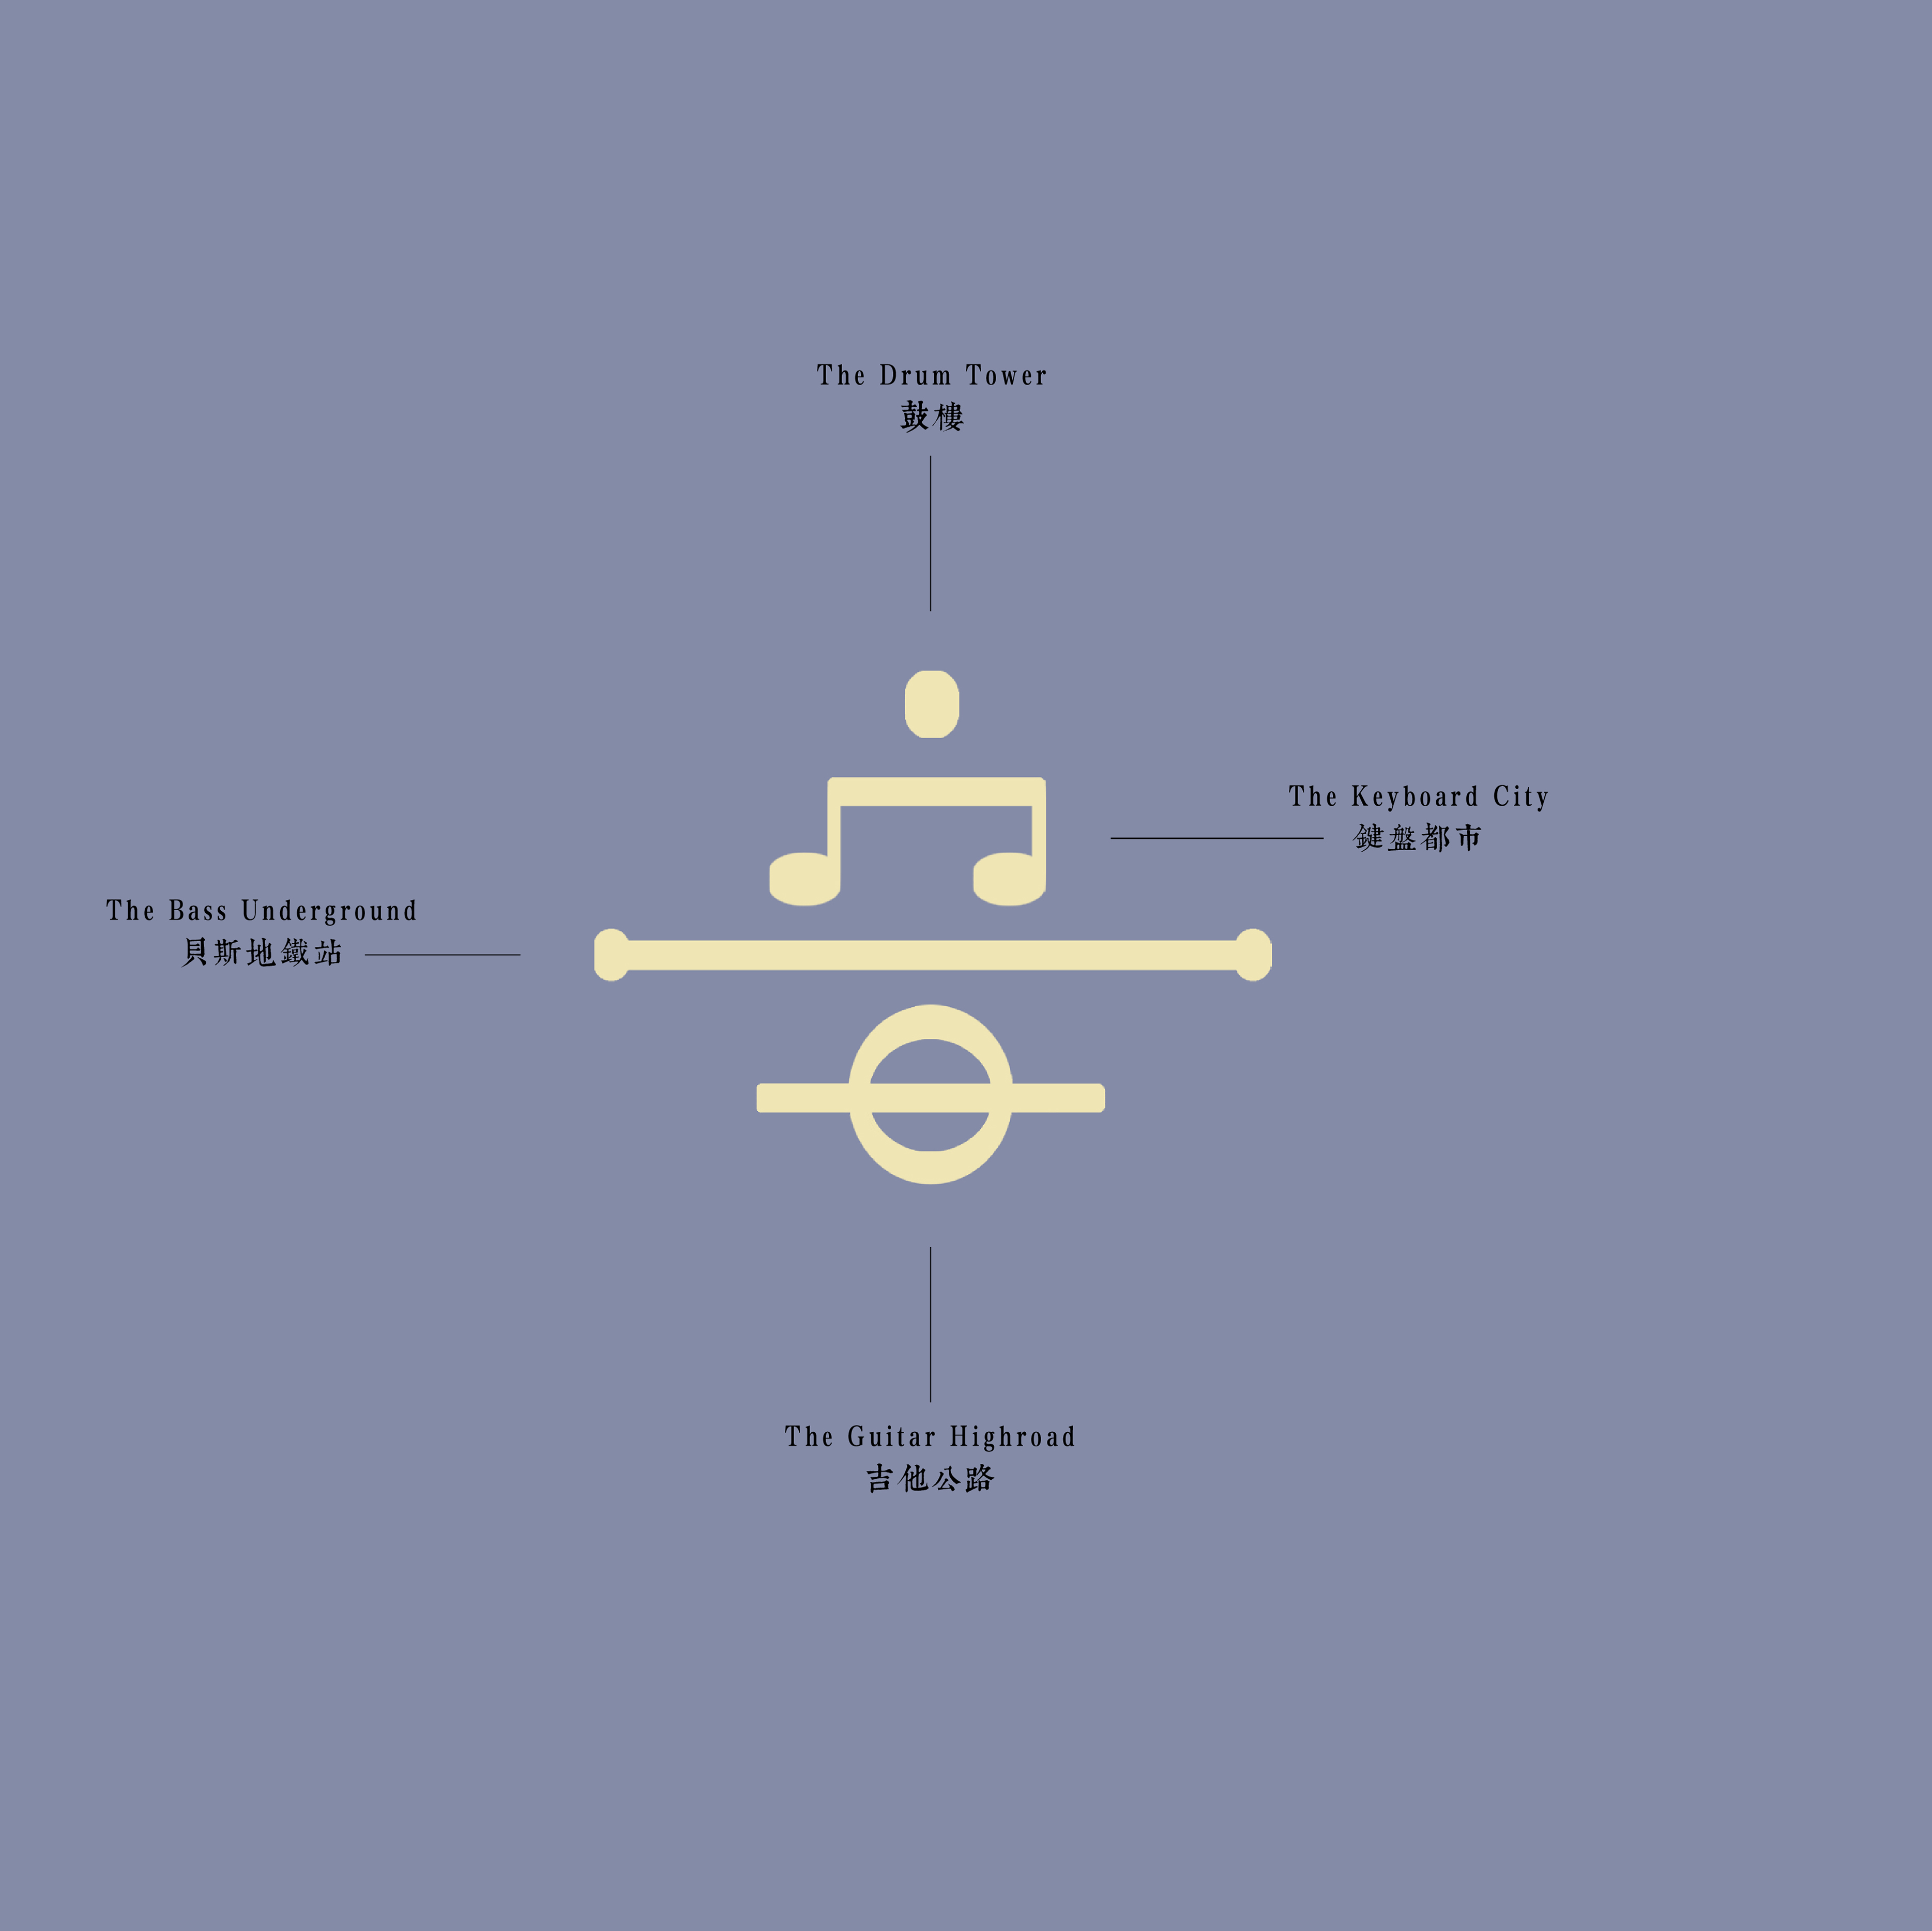 The Drum Tower
鼓樓
The Keyboard City
鍵盤都市
The Bass Underground
貝斯地鐵站
The Guitar Highroad
吉他公路